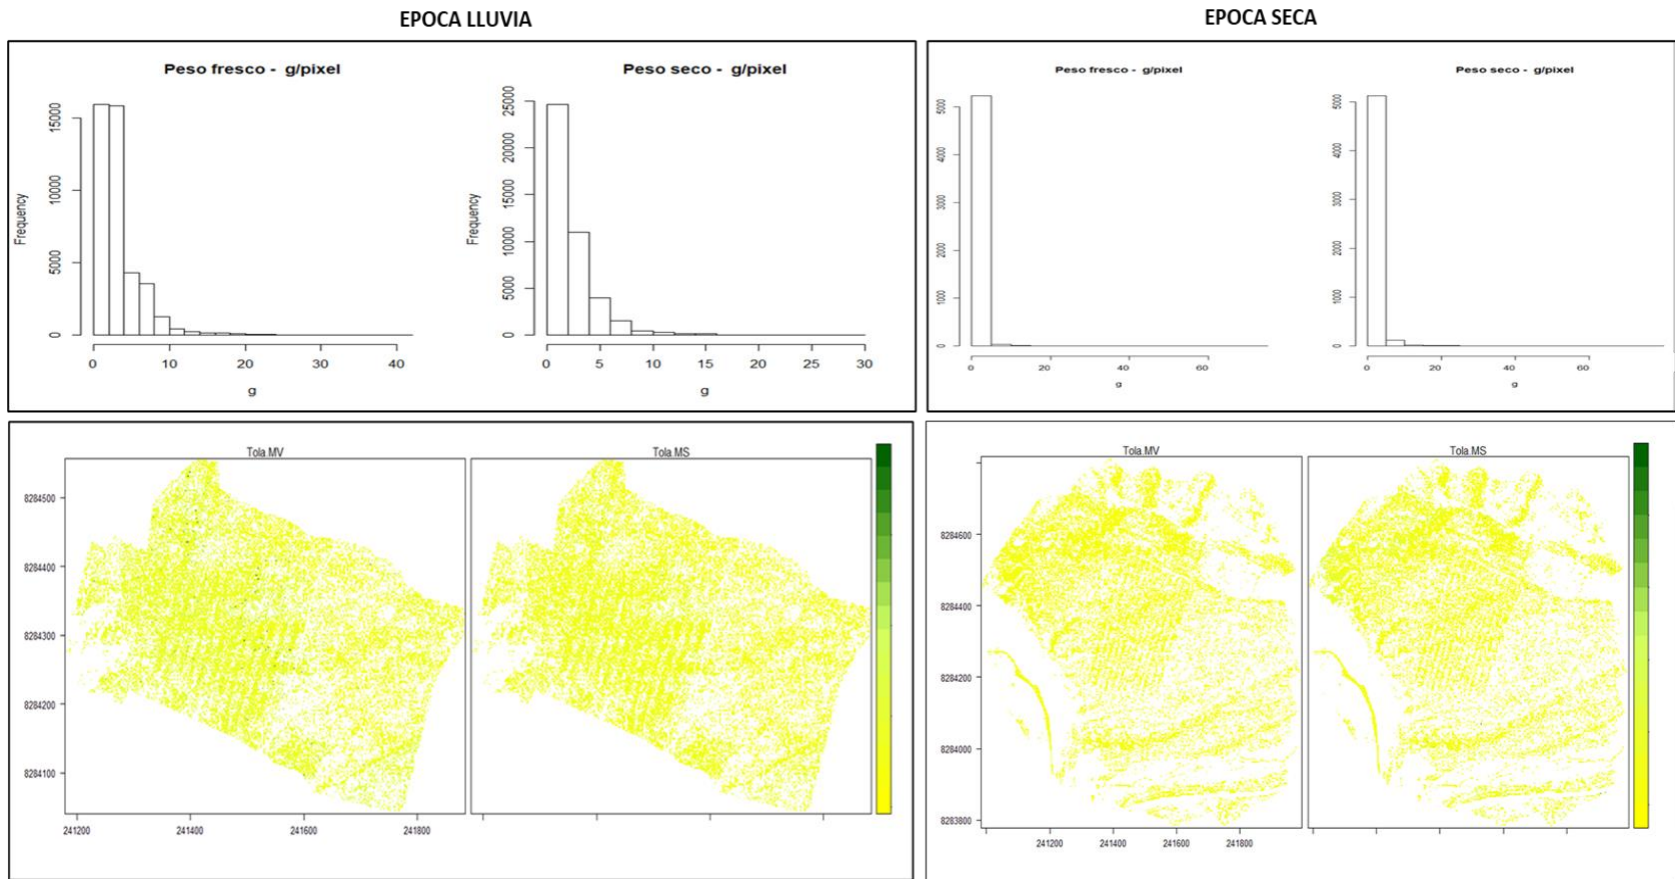 EPOCA LLUVIA
EPOCA SECA
Peso fresco - g/pixel
Frequency
15000
10000
5000
0
0 10 20 30 40
g
Peso seco - g/pixel
Frequency
25000
20000
15000
10000
5000
0
0 5 10 15 20 25 30
g
Peso fresco - g/pixel
5000
4000
3000
2000
1000
0
0 20 40 60
g
Peso seco - g/pixel
5000
4000
3000
2000
1000
0
0 20 40 60
g
Tola.MV
Tola.MS
8284500
8284400
8284300
8284200
8284100
241200 241400 241600 241800
Tola.MV
Tola.MS
8284600
8284400
8284200
8284000
8283800
241200 241400 241600 241800